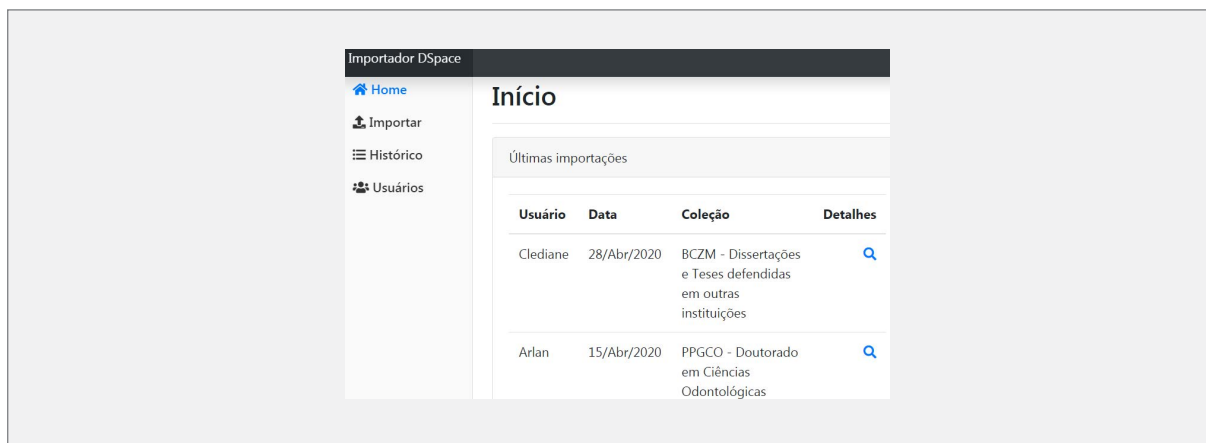 Importador DSpace
Home
Importar
Histórico
Usuários
Início
Últimas importações
Usuário Data Coleção Detalhes
Clediane 28/Abr/2020 BCZM - Dissertações
e Teses defendidas
em outras
instituições
Arlan 15/Abr/2020 PPGCO - Doutorado
em Ciências
Odontológicas